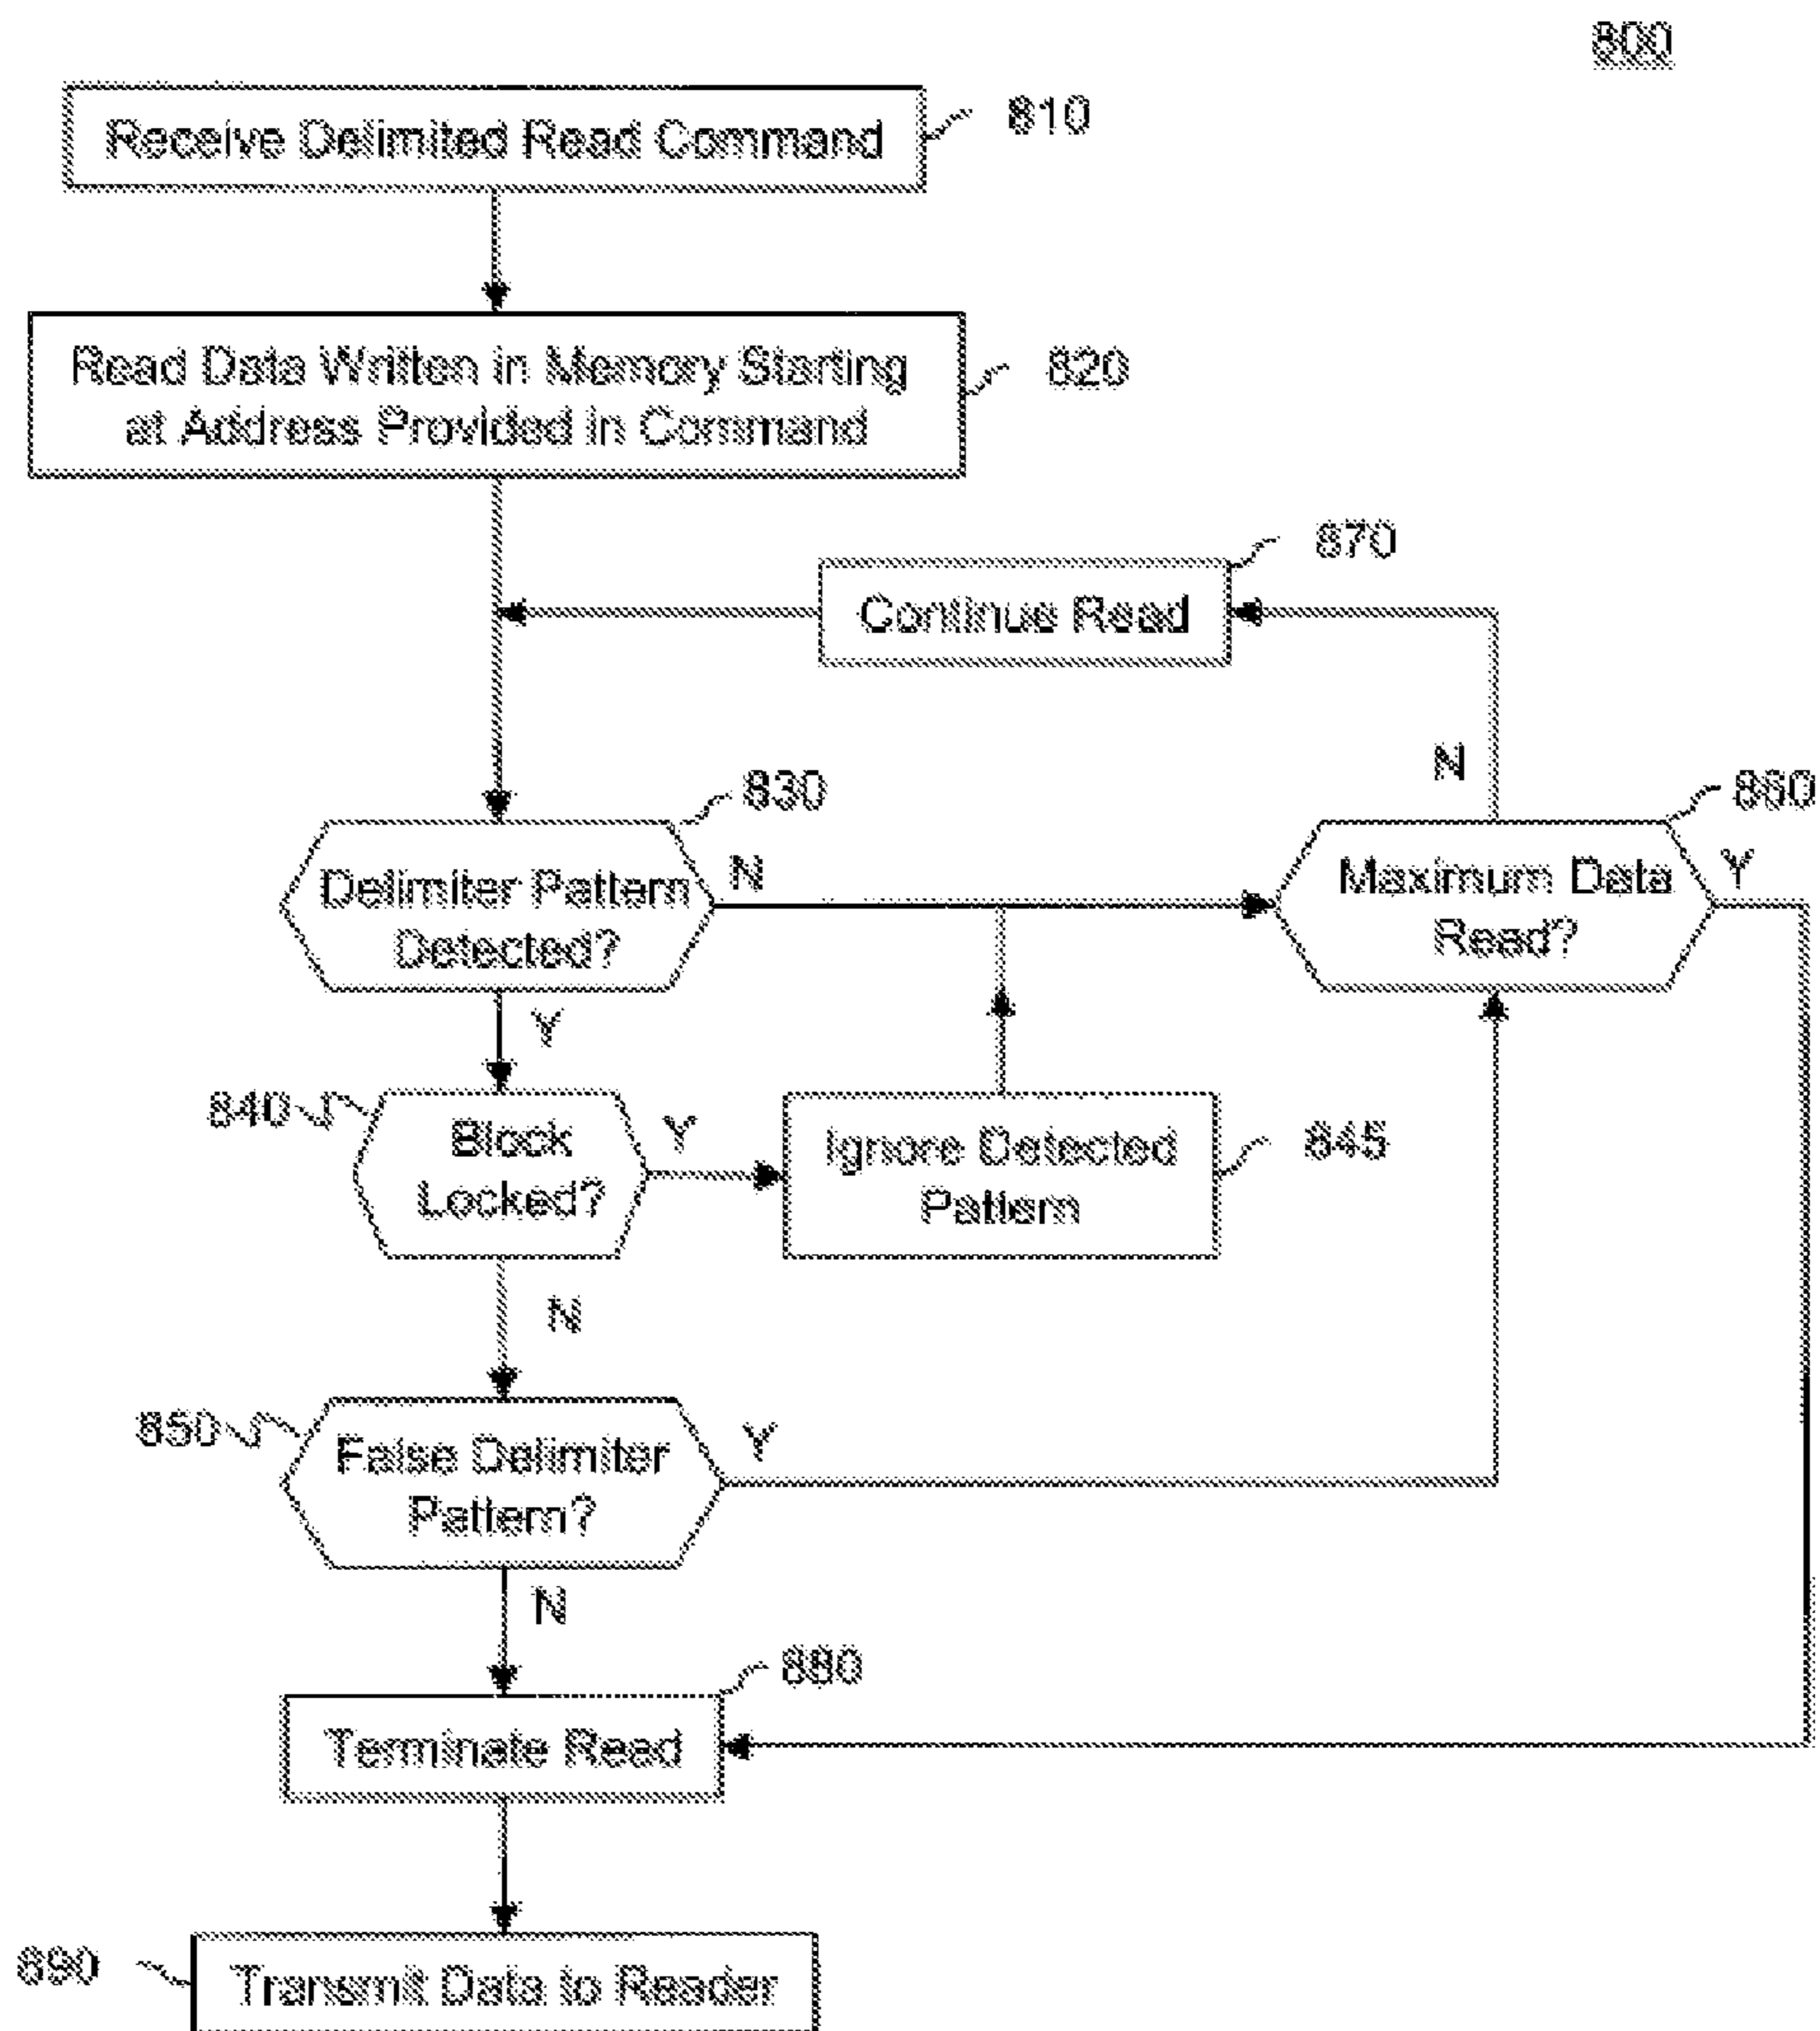 800
Receive Delimited Read Command
810
Read Data Written in Memory Starting
at Address Provided in Command
820
870
Continue Read
N
830
860
Delimiter Pattern
Detected?
N
Maximum Data
Read?
Y
Y
840
Block
Locked?
Y
Ignore Detected
Pattern
845
N
850
False Delimiter
Pattern?
Y
N
880
Terminate Read
890
Transmit Data to Reader